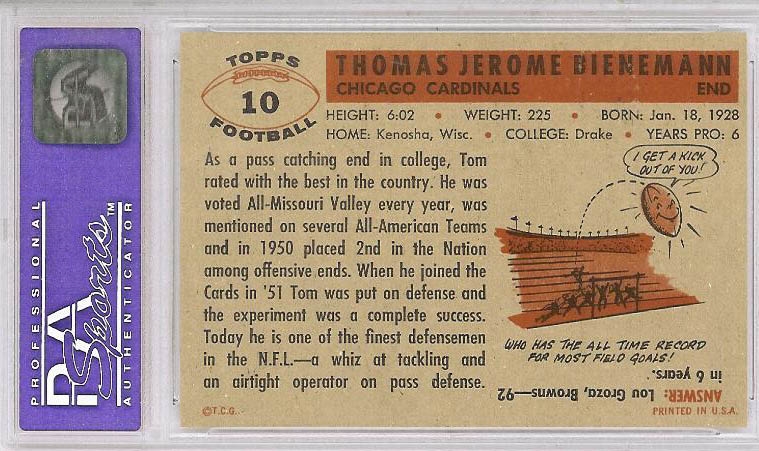 PROFESSIONAL
PSA
Sports
AUTHENTICATOR™
TOPPS
10
FOOTBALL
THOMAS JEROME BIENEMANN
CHICAGO CARDINALS END
HEIGHT: 6:02 • WEIGHT: 225 • BORN: Jan. 18, 1928
HOME: Kenosha, Wisc. • COLLEGE: Drake • YEARS PRO: 6
As a pass catching end in college, Tom
rated with the best in the country. He was
voted All-Missouri Valley every year, was
mentioned on several All-American Teams
and in 1950 placed 2nd in the Nation
among offensive ends. When he joined the
Cards in '51 Tom was put on defense and
the experiment was a complete success.
Today he is one of the finest defensemen
in the N.F.L.—a whiz at tackling and
an airtight operator on pass defense.
I GET A KICK
OUT OF YOU!
WHO HAS THE ALL TIME RECORD
FOR MOST FIELD GOALS!
ANSWER: Lou Groza, Browns—92
in 6 years.
©T.C.G.
PRINTED IN U.S.A.